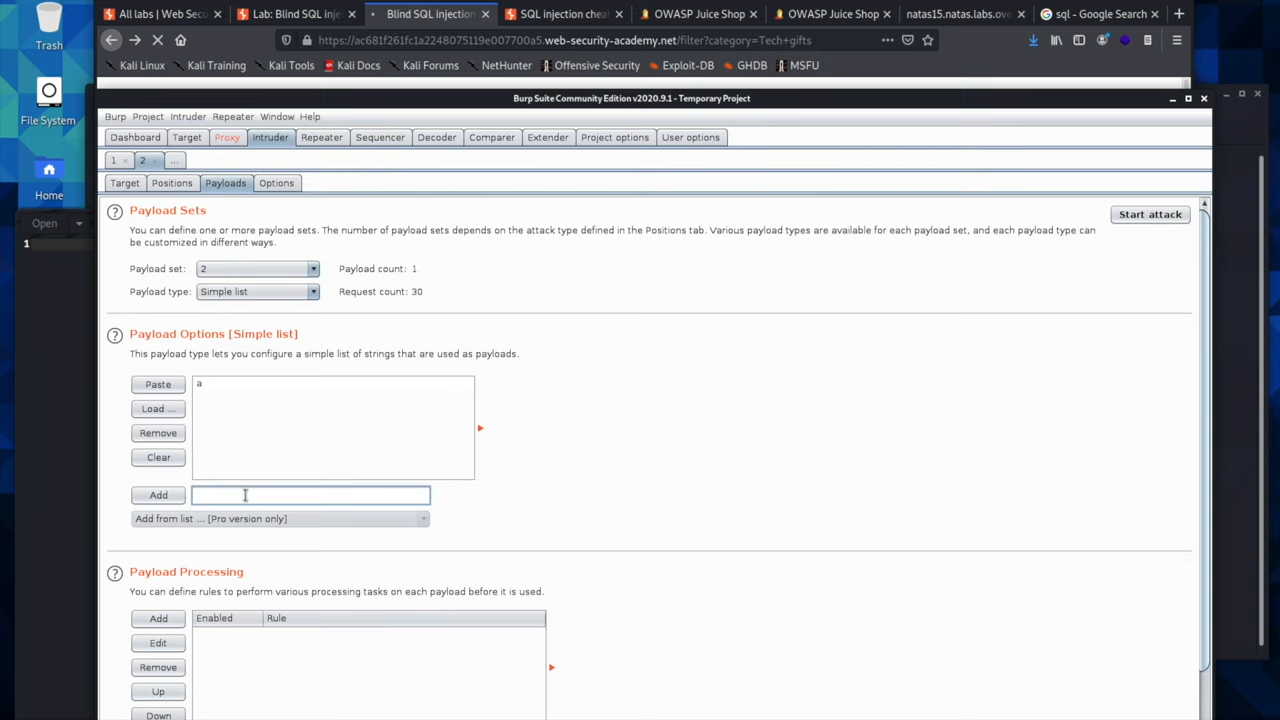 Trash
File System
Home
Open
1
All labs | Web Secu
Lab: Blind SQL inje
Blind SQL injection
SQL injection chea
OWASP Juice Shop
OWASP Juice Shop
natas15.natas.labs.ove
sql - Google Search
https://ac681f261fc1a2248075119e007700a5.web-security-academy.net/filter?category=Tech+gifts
Kali Linux
Kali Training
Kali Tools
Kali Docs
Kali Forums
NetHunter
Offensive Security
Exploit-DB
GHDB
MSFU
Burp Suite Community Edition v2020.9.1 - Temporary Project
Burp Project Intruder Repeater Window Help
Dashboard Target Proxy Intruder Repeater Sequencer Decoder Comparer Extender Project options User options
1 × 2 × ...
Target Positions Payloads Options
? Payload Sets
Start attack
You can define one or more payload sets. The number of payload sets depends on the attack type defined in the Positions tab. Various payload types are available for each payload set, and each payload type can
be customized in different ways.
Payload set: 2 Payload count: 1
Payload type: Simple list Request count: 30
? Payload Options [Simple list]
This payload type lets you configure a simple list of strings that are used as payloads.
Paste
a
Load ...
Remove
Clear
Add
Add from list ... [Pro version only]
? Payload Processing
You can define rules to perform various processing tasks on each payload before it is used.
Add Enabled Rule
Edit
Remove
Up
Down